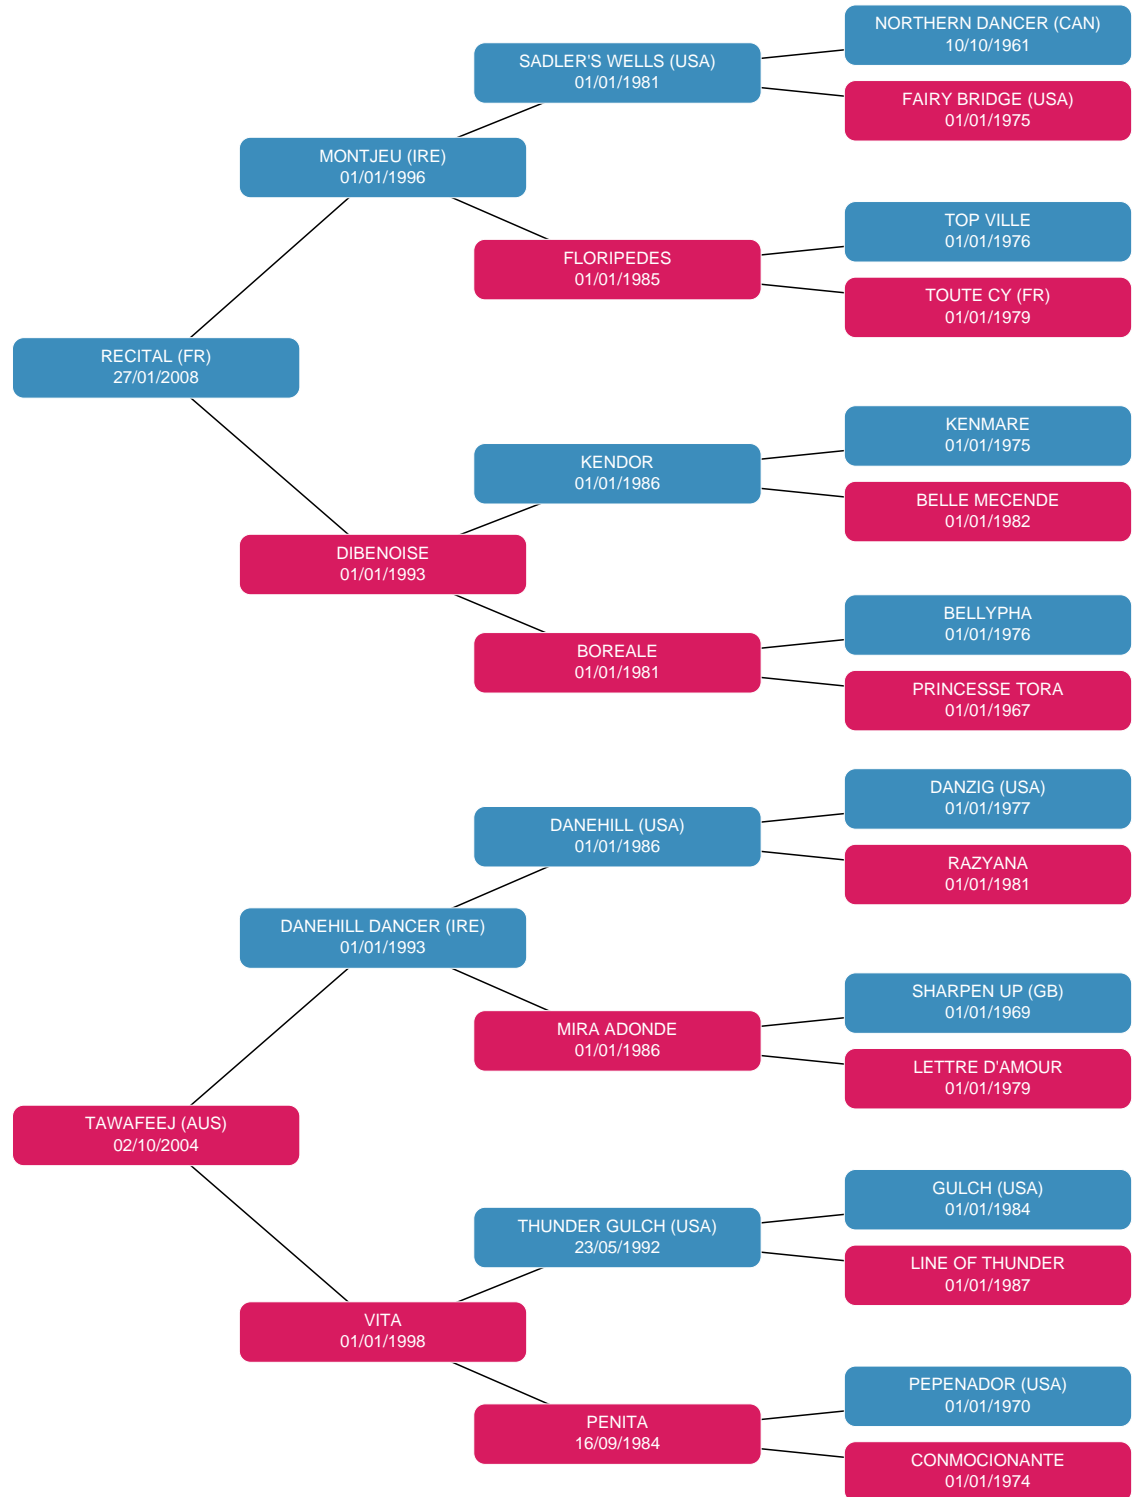 NORTHERN DANCER (CAN)
10/10/1961
SADLER'S WELLS (USA)
01/01/1981
FAIRY BRIDGE (USA)
01/01/1975
MONTJEU (IRE)
01/01/1996
TOP VILLE
01/01/1976
FLORIPEDES
01/01/1985
TOUTE CY (FR)
01/01/1979
RECITAL (FR)
27/01/2008
KENMARE
01/01/1975
KENDOR
01/01/1986
BELLE MECENDE
01/01/1982
DIBENOISE
01/01/1993
BELLYPHA
01/01/1976
BOREALE
01/01/1981
PRINCESSE TORA
01/01/1967
DANZIG (USA)
01/01/1977
DANEHILL (USA)
01/01/1986
RAZYANA
01/01/1981
DANEHILL DANCER (IRE)
01/01/1993
SHARPEN UP (GB)
01/01/1969
MIRA ADONDE
01/01/1986
LETTRE D'AMOUR
01/01/1979
TAWAFEEJ (AUS)
02/10/2004
GULCH (USA)
01/01/1984
THUNDER GULCH (USA)
23/05/1992
LINE OF THUNDER
01/01/1987
VITA
01/01/1998
PEPENADOR (USA)
01/01/1970
PENITA
16/09/1984
CONMOCIONANTE
01/01/1974